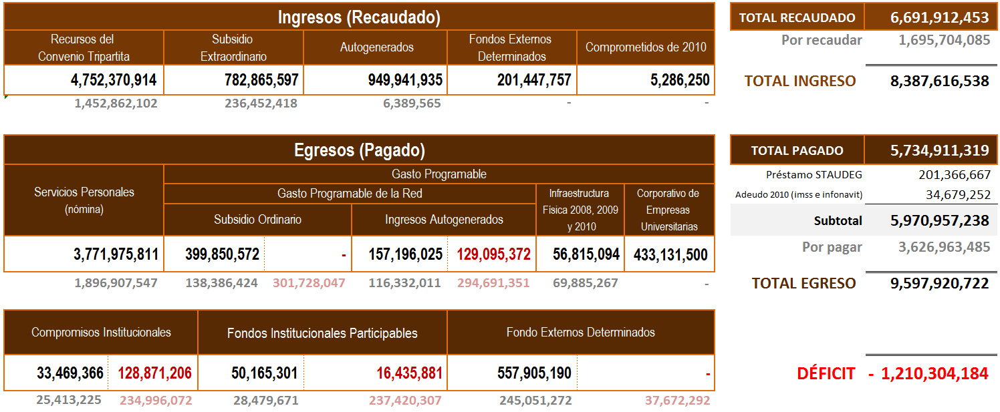 Ingresos (Recaudado)
Recursos del
Convenio Tripartita
Subsidio
Extraordinario
Autogenerados
Fondos Externos
Determinados
Comprometidos de 2010
4,752,370,914 782,865,597 949,941,935 201,447,757 5,286,250
1,452,862,102 236,452,418 6,389,565 - -
TOTAL RECAUDADO 6,691,912,453
Por recaudar 1,695,704,085
TOTAL INGRESO 8,387,616,538
Egresos (Pagado)
Servicios Personales
(nómina)
Gasto Programable
Gasto Programable de la Red
Subsidio Ordinario
Ingresos Autogenerados
Infraestructura
Física 2008, 2009
y 2010
Corporativo de
Empresas
Universitarias
3,771,975,811 399,850,572 - 157,196,025 129,095,372 56,815,094 433,131,500
1,896,907,547 138,386,424 301,728,047 116,332,011 294,691,351 69,885,267 -
TOTAL PAGADO 5,734,911,319
Préstamo STAUDEG 201,366,667
Adeudo 2010 (imss e infonavit) 34,679,252
Subtotal 5,970,957,238
Por pagar 3,626,963,485
TOTAL EGRESO 9,597,920,722
Compromisos Institucionales
Fondos Institucionales Participables
Fondo Externos Determinados
33,469,366 128,871,206 50,165,301 16,435,881 557,905,190 -
25,413,225 234,996,072 28,479,671 237,420,307 245,051,272 37,672,292
DÉFICIT - 1,210,304,184